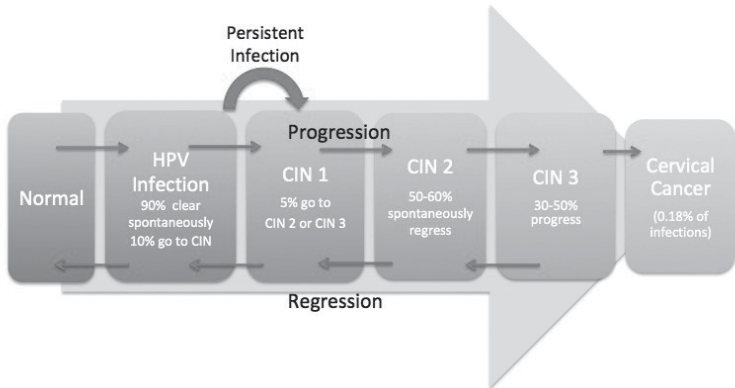 Persistent
Infection
Progression
Normal
HPV
Infection
90% clear
spontaneously
10% go to CIN
CIN 1
5% go to
CIN 2 or CIN 3
CIN 2
50-60%
spontaneously
regress
CIN 3
30-50%
progress
Cervical
Cancer
(0.18% of
infections)
Regression